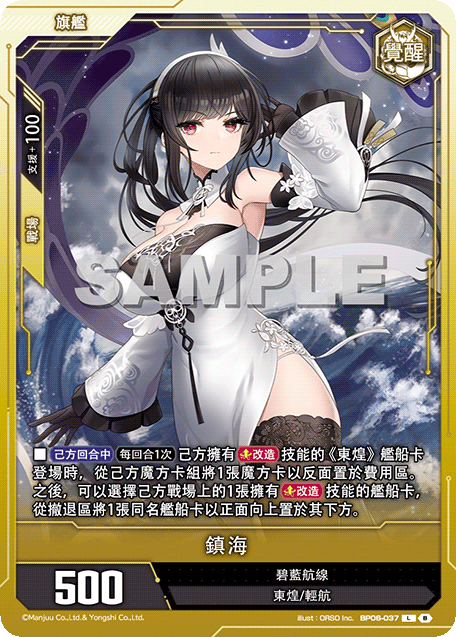 旗艦
覺醒
支援+100
戰場
SAMPLE
■ 己方回合中 每回合1次 己方擁有 改造 技能的《東煌》艦船卡
登場時，從己方魔方卡組將1張魔方卡以反面置於費用區。
之後，可以選擇己方戰場上的1張擁有 改造 技能的艦船卡，
從撤退區將1張同名艦船卡以正面向上置於其下方。
鎮海
500
碧藍航線
東煌/輕航
©Manjuu Co.,Ltd.& Yongshi Co.,Ltd.
illust : ORSO Inc. BP06-037 L B